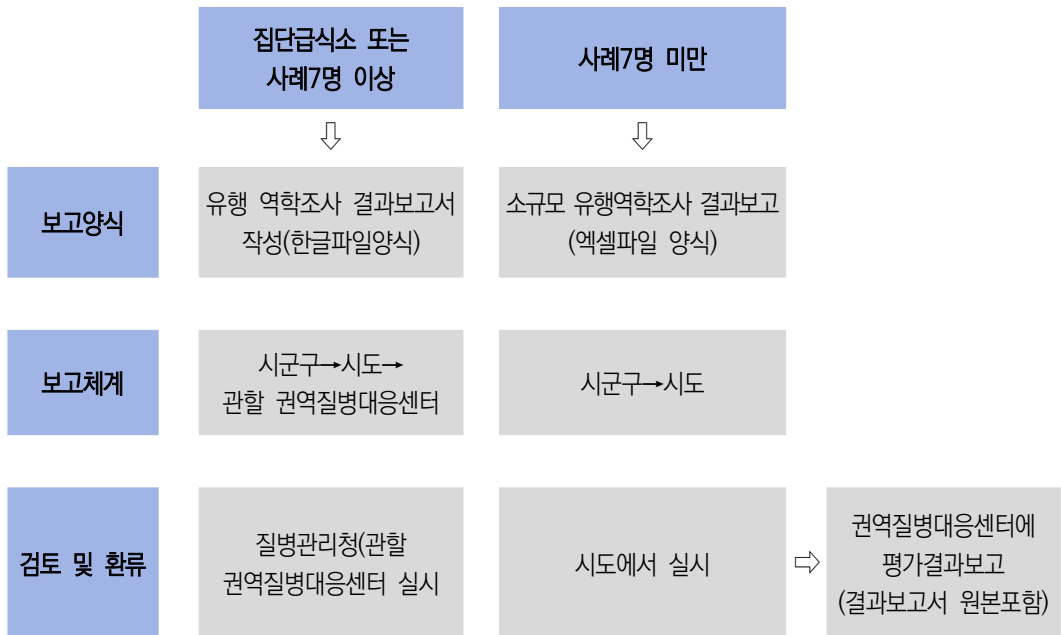 집단급식소 또는
사례7명 이상
사례7명 미만
⇩
⇩
보고양식
유행 역학조사 결과보고서
작성(한글파일양식)
소규모 유행역학조사 결과보고
(엑셀파일 양식)
보고체계
시군구→시도→
관할 권역질병대응센터
시군구→시도
검토 및 환류
질병관리청(관할
권역질병대응센터 실시
시도에서 실시
⇨
권역질병대응센터에
평가결과보고
(결과보고서 원본포함)